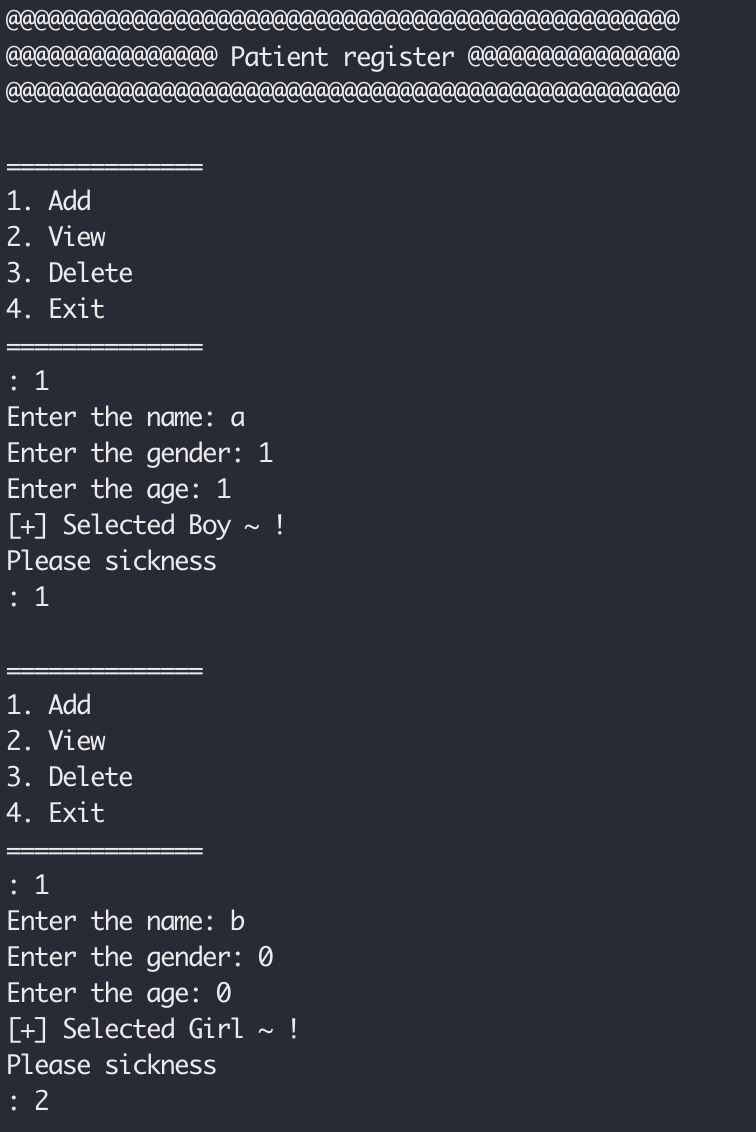 @@@@@@@@@@@@@@@@@@@@@@@@@@@@@@@@@@@@@@@@@@@@@@@@
@@@@@@@@@@@@@@@ Patient register @@@@@@@@@@@@@@@
@@@@@@@@@@@@@@@@@@@@@@@@@@@@@@@@@@@@@@@@@@@@@@@@
==============
1. Add
2. View
3. Delete
4. Exit
==============
: 1
Enter the name: a
Enter the gender: 1
Enter the age: 1
[+] Selected Boy ~ !
Please sickness
: 1
==============
1. Add
2. View
3. Delete
4. Exit
==============
: 1
Enter the name: b
Enter the gender: 0
Enter the age: 0
[+] Selected Girl ~ !
Please sickness
: 2